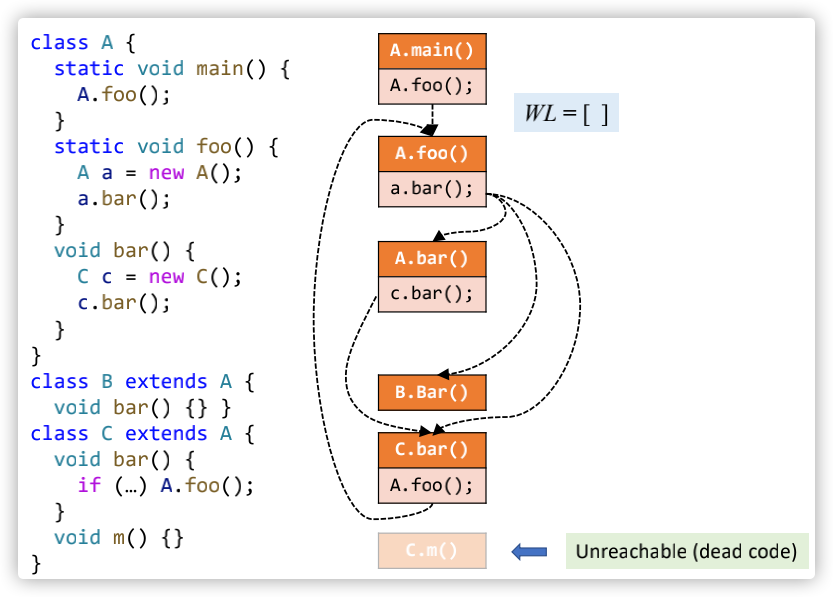 class A {
  static void main() {
    A.foo();
  }
  static void foo() {
    A a = new A();
    a.bar();
  }
  void bar() {
    C c = new C();
    c.bar();
  }
}
class B extends A {
  void bar() {} }
class C extends A {
  void bar() {
    if (…) A.foo();
  }
  void m() {}
}
A.main()
A.foo();
WL = [ ]
A.foo()
a.bar();
A.bar()
c.bar();
B.Bar()
C.bar()
A.foo();
C.m()
Unreachable (dead code)